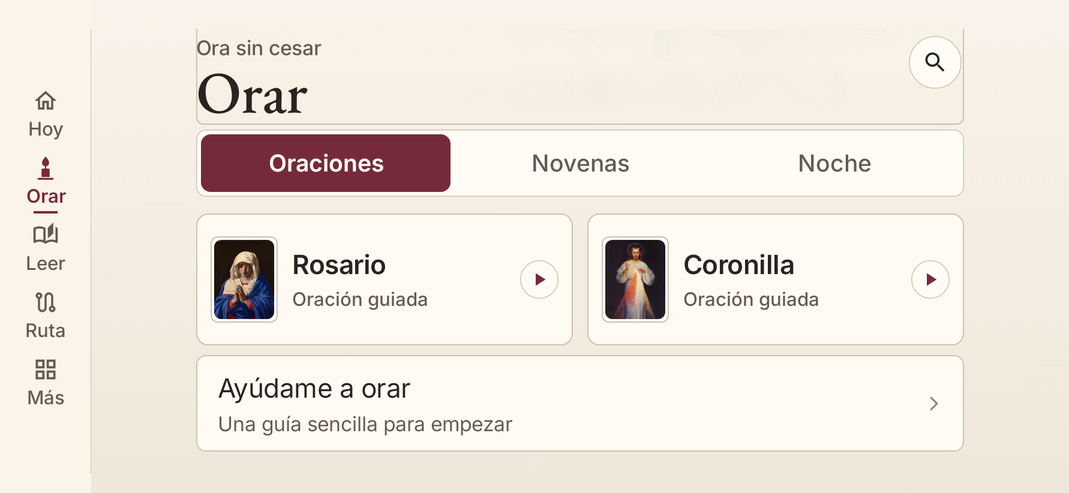 Hoy
Orar
Leer
Ruta
Más
Ora sin cesar
Orar
Oraciones
Novenas
Noche
Rosario
Oración guiada
Coronilla
Oración guiada
Ayúdame a orar
Una guía sencilla para empezar